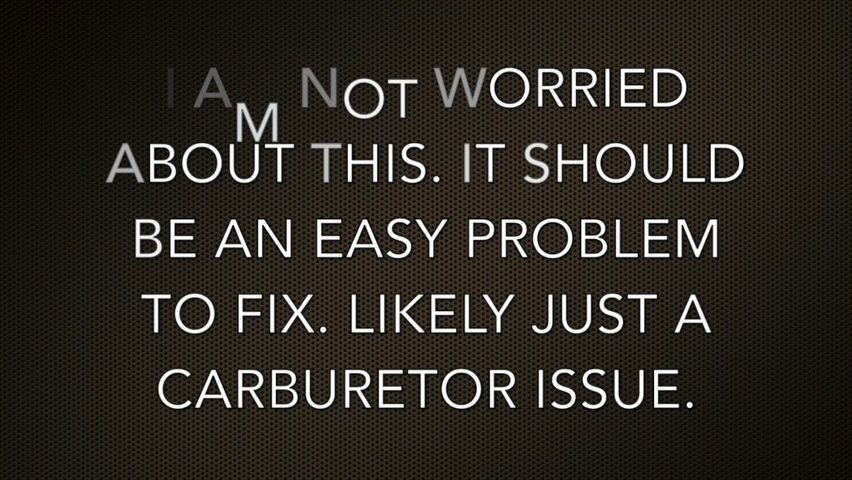 I AM NOT WORRIED
ABOUT THIS. IT SHOULD
BE AN EASY PROBLEM
TO FIX. LIKELY JUST A
CARBURETOR ISSUE.